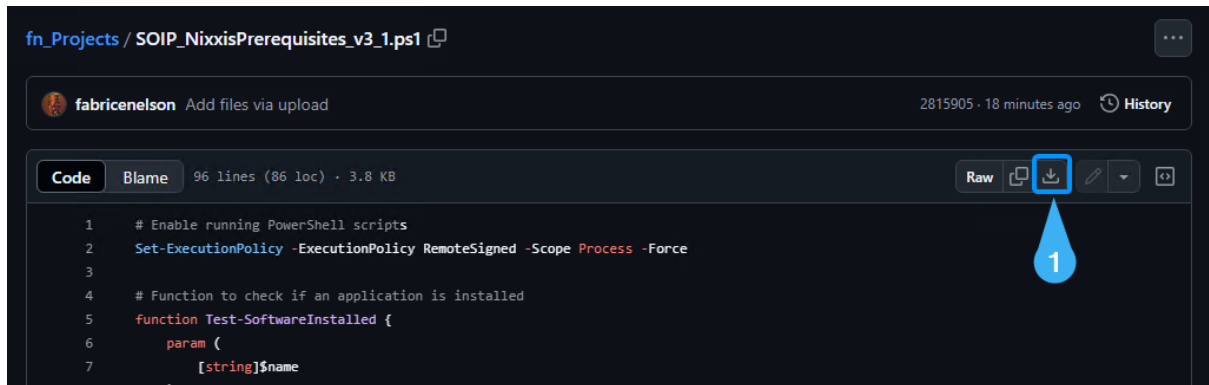 fn_Projects / SOIP_NixxisPrerequisites_v3_1.ps1
fabricenelson Add files via upload 2815905 · 18 minutes ago History
Code Blame 96 lines (86 loc) · 3.8 KB Raw
1 # Enable running PowerShell scripts
2 Set-ExecutionPolicy -ExecutionPolicy RemoteSigned -Scope Process -Force
3
1
4 # Function to check if an application is installed
5 function Test-SoftwareInstalled {
6 param (
7 [string]$name